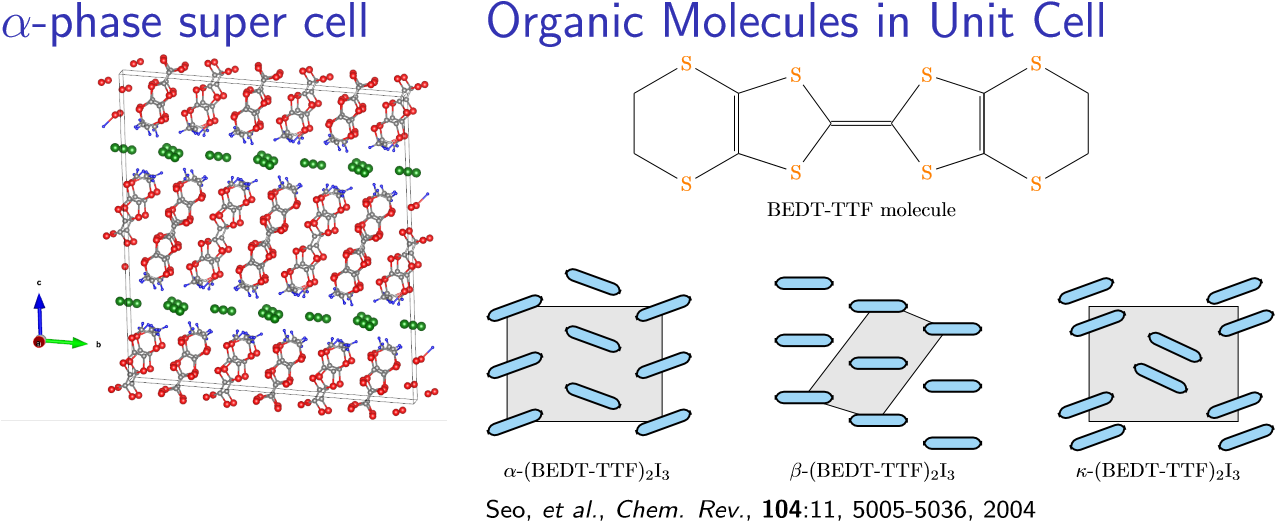 α-phase super cell
Organic Molecules in Unit Cell
S
S
S
S
S
S
S
S
BEDT-TTF molecule
c
a
b
α-(BEDT-TTF)₂I₃
β-(BEDT-TTF)₂I₃
κ-(BEDT-TTF)₂I₃
Seo, et al., Chem. Rev., 104:11, 5005-5036, 2004